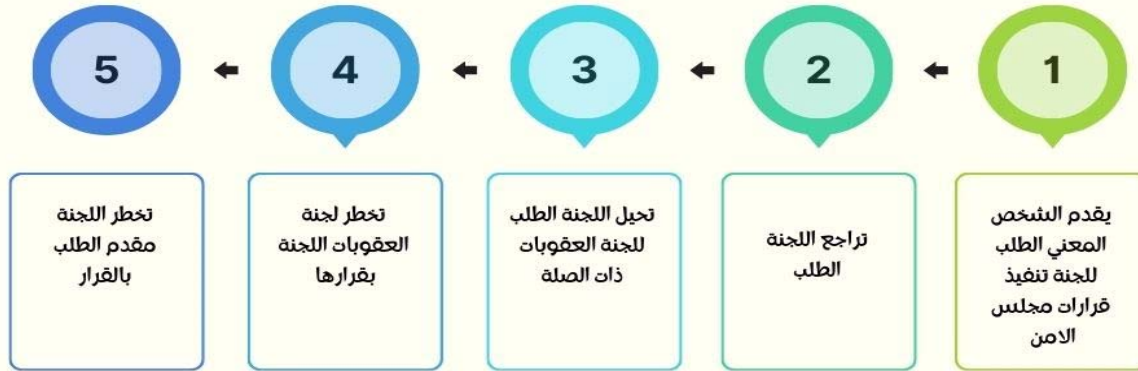 1
يقدم الشخص
المعني الطلب
للجنة تنفيذ
قرارات مجلس
الامن
2
تراجع اللجنة
الطلب
3
تحيل اللجنة الطلب
للجنة العقوبات
ذات الصلة
4
تخطر لجنة
العقوبات اللجنة
بقرارها
5
تخطر اللجنة
مقدم الطلب
بالقرار